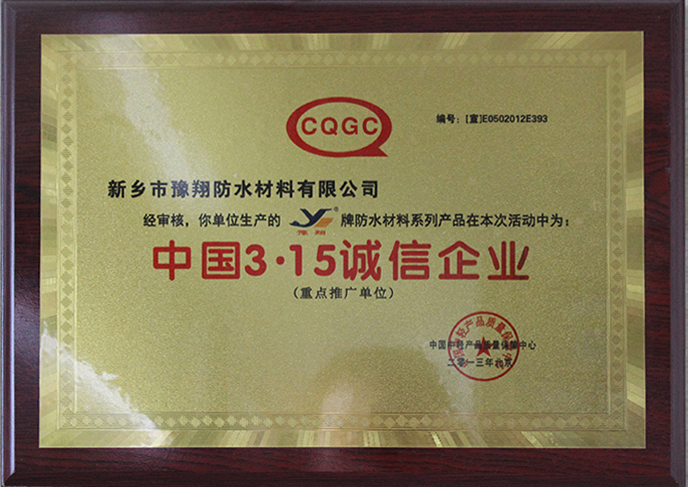 CQGC
编号：[宣]E0502012E393
新乡市豫翔防水材料有限公司
经审核，你单位生产的 豫翔® 牌防水材料系列产品在本次活动中为：
中国3·15诚信企业
（重点推广单位）
中国中轻产品质量保障中心
二零一三年北京